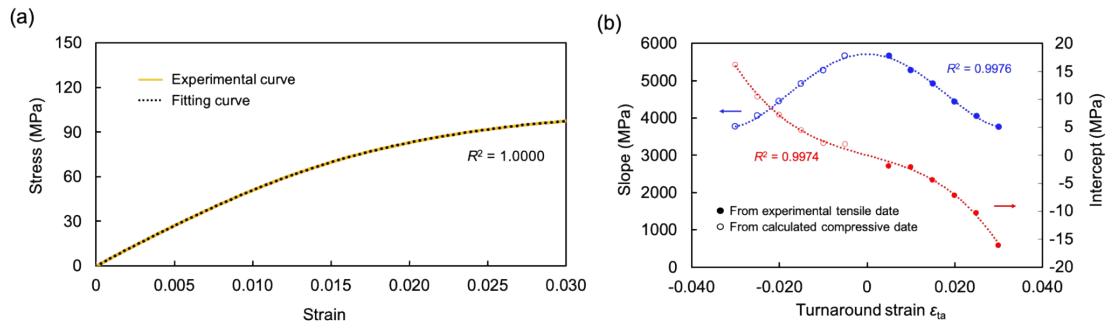 (a)
Stress (MPa)
150
120
90
60
30
0
Experimental curve
Fitting curve
R² = 1.0000
0
0.005
0.010
0.015
0.020
0.025
0.030
Strain
(b)
Slope (MPa)
6000
5000
4000
3000
2000
1000
0
R² = 0.9976
R² = 0.9974
From experimental tensile date
From calculated compressive date
20
15
10
5
0
-5
-10
-15
-20
Intercept (MPa)
-0.040
-0.020
0.000
0.020
0.040
Turnaround strain εta